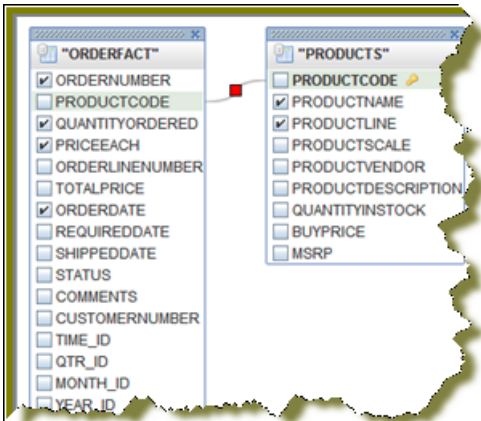 "ORDERFACT"
ORDERNUMBER
PRODUCTCODE
QUANTITYORDERED
PRICEEACH
ORDERLINENUMBER
TOTALPRICE
ORDERDATE
REQUIREDDATE
SHIPPEDDATE
STATUS
COMMENTS
CUSTOMERNUMBER
TIME_ID
QTR_ID
MONTH_ID
YEAR_ID
"PRODUCTS"
PRODUCTCODE
PRODUCTNAME
PRODUCTLINE
PRODUCTSCALE
PRODUCTVENDOR
PRODUCTDESCRIPTION
QUANTITYINSTOCK
BUYPRICE
MSRP